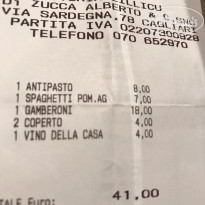 DI ZUCCA ALBERTO & C.SNC
VIA SARDEGNA,78 CAGLIARI
PARTITA IVA 02207300928
TELEFONO 070 652970
1 ANTIPASTO 8,00
1 SPAGHETTI POM.AG 7,00
1 GAMBERONI 18,00
2 COPERTO 4,00
1 VINO DELLA CASA 4,00
TALE Euro: 41,00